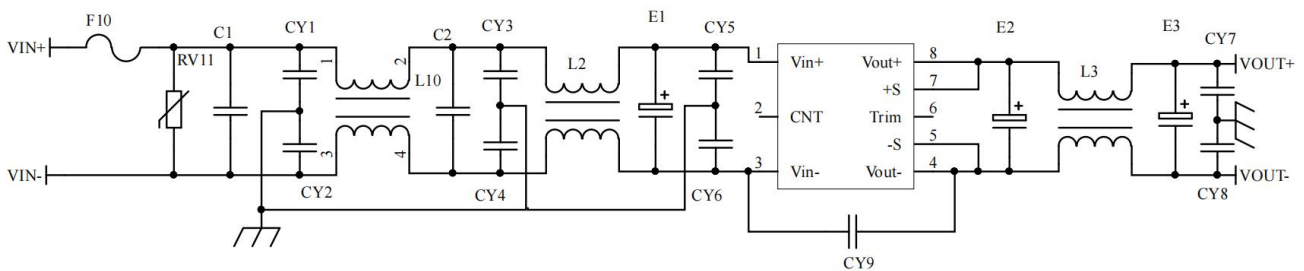 F10
VIN+
RV11
C1
CY1
1
2
L10
C2
CY3
L2
E1
CY5
1
Vin+
Vout+
8
+S
7
2
CNT
Trim
6
-S
5
3
Vin-
Vout-
4
E2
L3
E3
CY7
VOUT+
VIN-
CY2
3
4
CY4
CY6
CY9
CY8
VOUT-
+
+
+